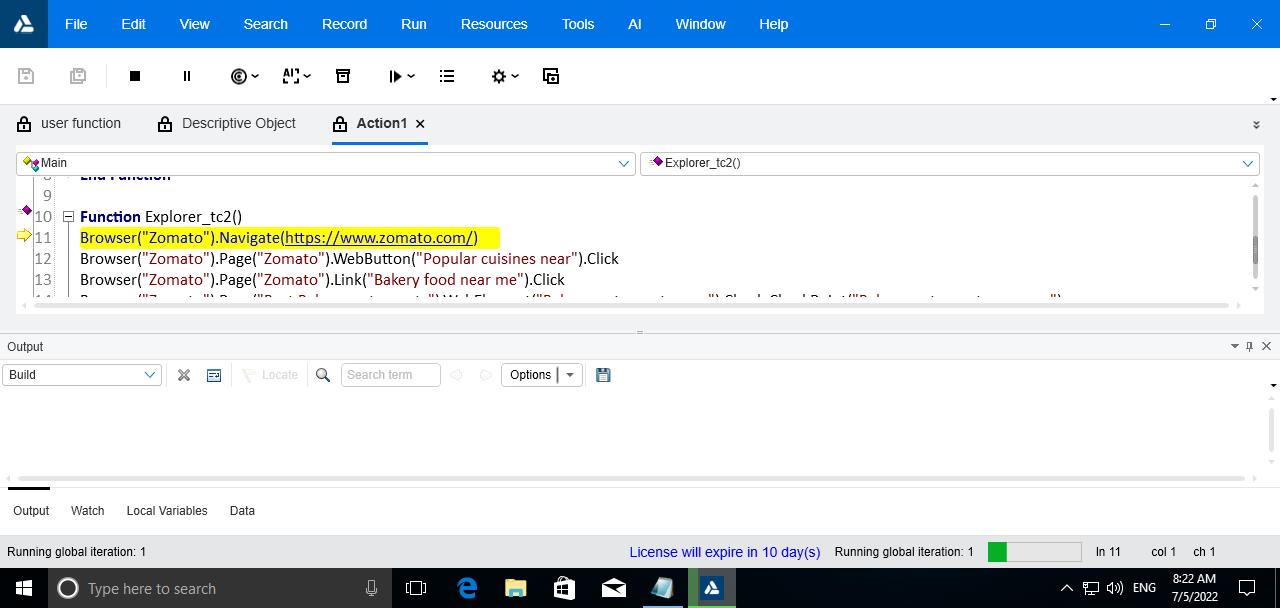 File Edit View Search Record Run Resources Tools AI Window Help
AI
user function Descriptive Object Action1
Main Explorer_tc2()
8 End Function
9
10 Function Explorer_tc2()
11 Browser("Zomato").Navigate(https://www.zomato.com/)
12 Browser("Zomato").Page("Zomato").WebButton("Popular cuisines near").Click
13 Browser("Zomato").Page("Zomato").Link("Bakery food near me").Click
Output
Build Locate Search term Options
Output Watch Local Variables Data
Running global iteration: 1 License will expire in 10 day(s) Running global iteration: 1 ln 11 col 1 ch 1
Type here to search ENG 8:22 AM
7/5/2022